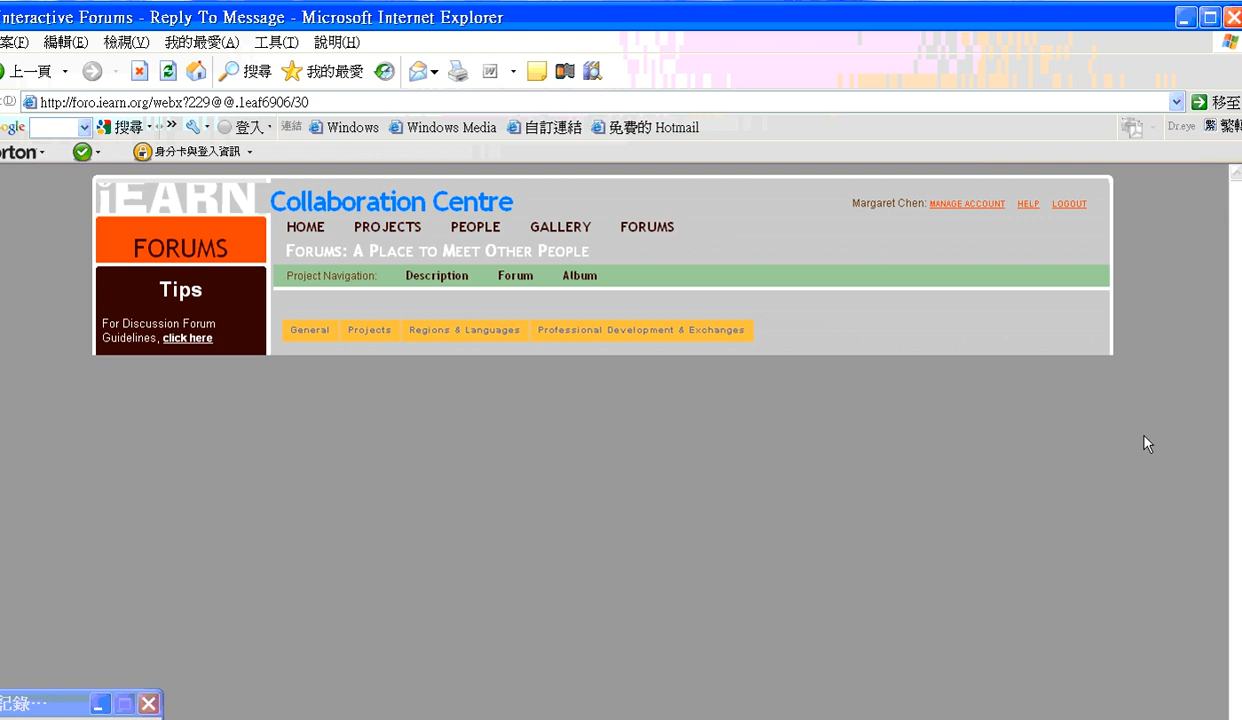 nteractive Forums - Reply To Message - Microsoft Internet Explorer
案(F) 編輯(E) 檢視(V) 我的最愛(A) 工具(T) 說明(H)
上一頁 搜尋 我的最愛
http://foro.iearn.org/webx?229@@.1eaf6906/30 移至
ogle 搜尋 » 登入 連結 Windows Windows Media 自訂連結 免費的 Hotmail Dr.eye 繁 繁轉
orton 身分卡與登入資訊
iEARN Collaboration Centre
Margaret Chen: MANAGE ACCOUNT HELP LOGOUT
HOME PROJECTS PEOPLE GALLERY FORUMS
FORUMS
FORUMS: A PLACE TO MEET OTHER PEOPLE
Project Navigation: Description Forum Album
Tips
For Discussion Forum
Guidelines, click here
General Projects Regions & Languages Professional Development & Exchanges
記錄…